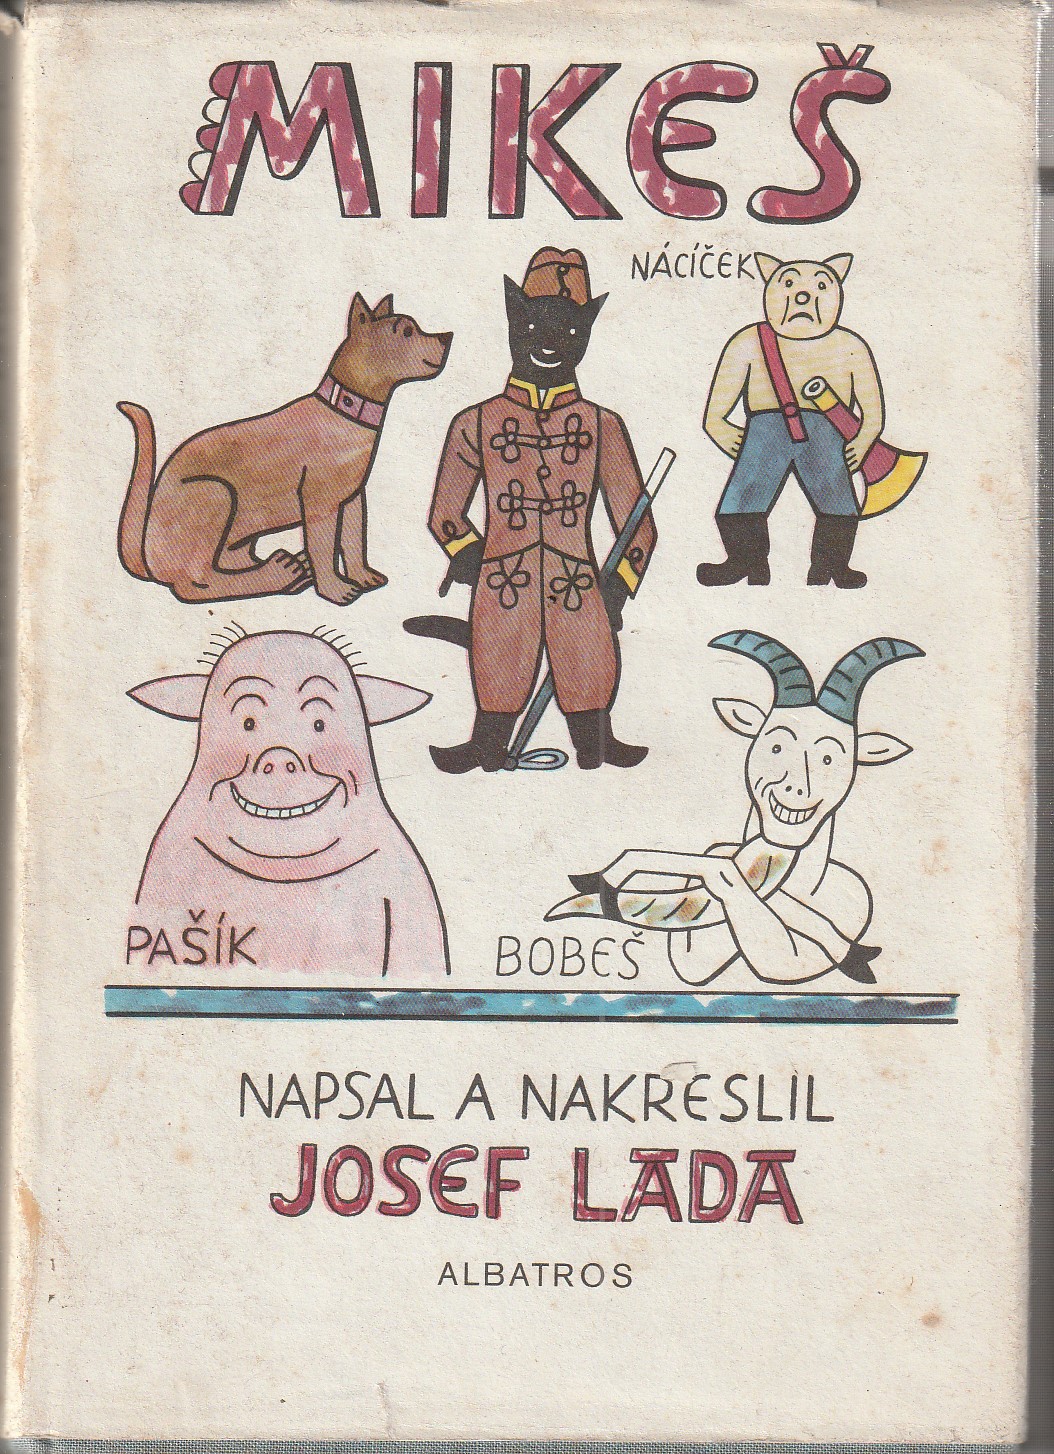 MIKEŠ
NÁCÍČEK
PAŠÍK
BOBEŠ
NAPSAL A NAKRESLIL
JOSEF LADA
ALBATROS